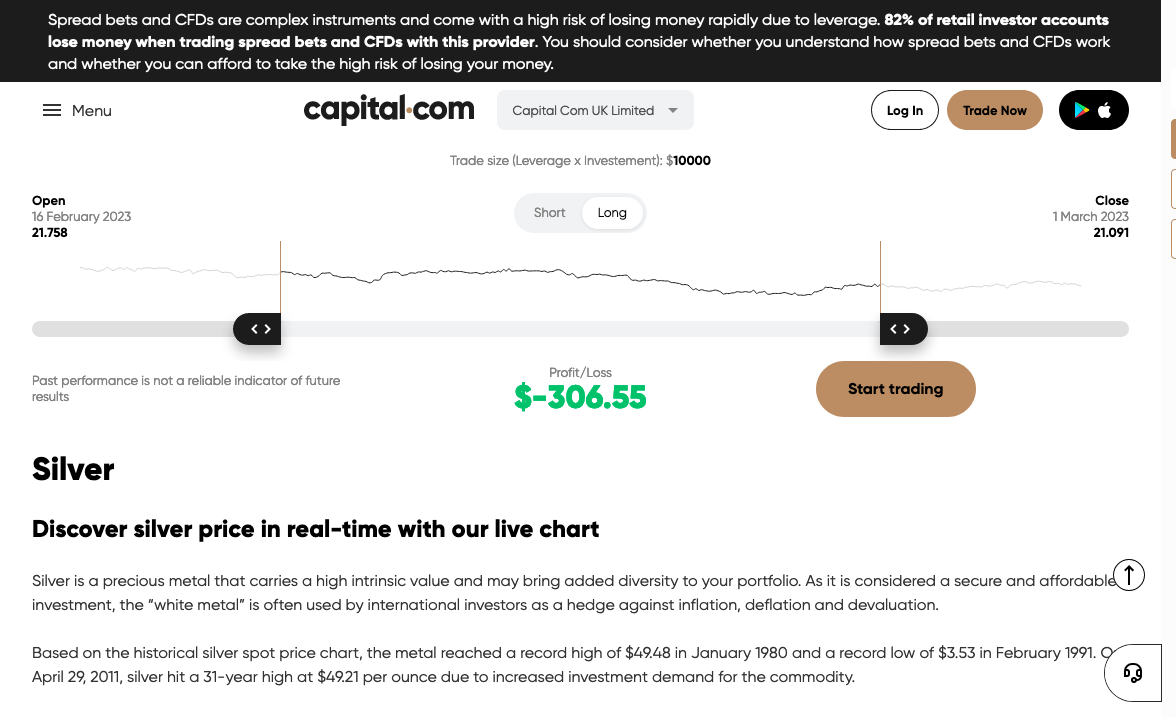 Spread bets and CFDs are complex instruments and come with a high risk of losing money rapidly due to leverage. 82% of retail investor accounts
lose money when trading spread bets and CFDs with this provider. You should consider whether you understand how spread bets and CFDs work
and whether you can afford to take the high risk of losing your money.
Menu
capital.com
Capital Com UK Limited
Log In
Trade Now
Trade size (Leverage x Investement): $10000
Open
16 February 2023
21.758
Short
Long
Close
1 March 2023
21.091
Past performance is not a reliable indicator of future
results
Profit/Loss
$-306.55
Start trading
Silver
Discover silver price in real-time with our live chart
Silver is a precious metal that carries a high intrinsic value and may bring added diversity to your portfolio. As it is considered a secure and affordable
investment, the “white metal” is often used by international investors as a hedge against inflation, deflation and devaluation.
Based on the historical silver spot price chart, the metal reached a record high of $49.48 in January 1980 and a record low of $3.53 in February 1991.
April 29, 2011, silver hit a 31-year high at $49.21 per ounce due to increased investment demand for the commodity.